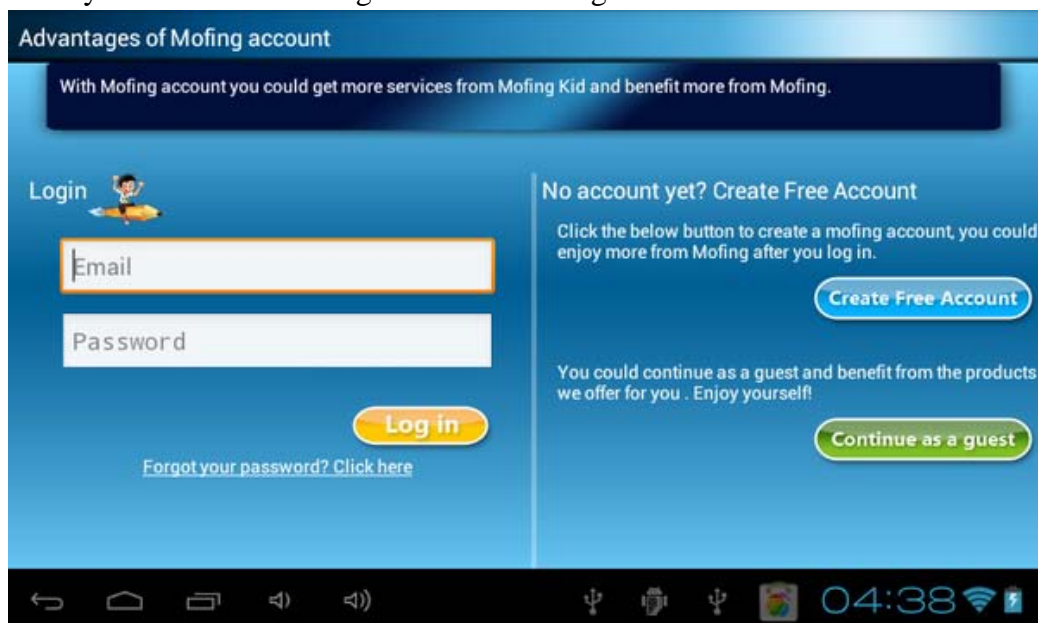 Advantages of Mofing account
With Mofing account you could get more services from Mofing Kid and benefit more from Mofing.
Login
Email
Password
Log in
Forgot your password? Click here
No account yet? Create Free Account
Click the below button to create a mofing account, you could
enjoy more from Mofing after you log in.
Create Free Account
You could continue as a guest and benefit from the products
we offer for you . Enjoy yourself!
Continue as a guest
04:38